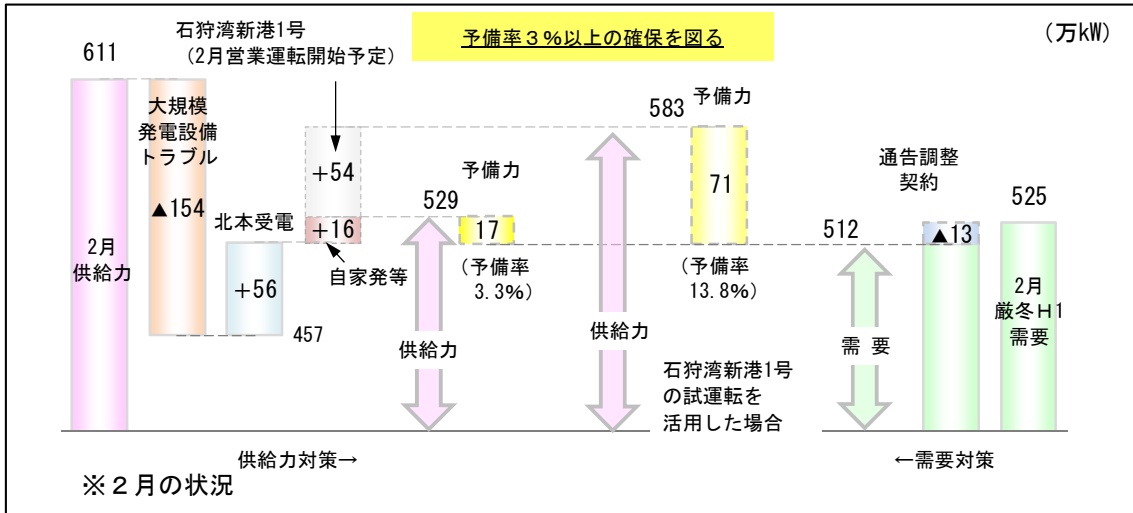 石狩湾新港1号
（2月営業運転開始予定）
予備率３％以上の確保を図る
（万kW）
611
大規模
発電設備
トラブル
▲154
2月
供給力
北本受電
+56
457
+54
+16
自家発等
529
予備力
17
（予備率
3.3%）
供給力
583
予備力
71
（予備率
13.8%）
供給力
石狩湾新港1号
の試運転を
活用した場合
512
需 要
通告調整
契約
▲13
525
2月
厳冬Ｈ1
需要
供給力対策→
←需要対策
※２月の状況